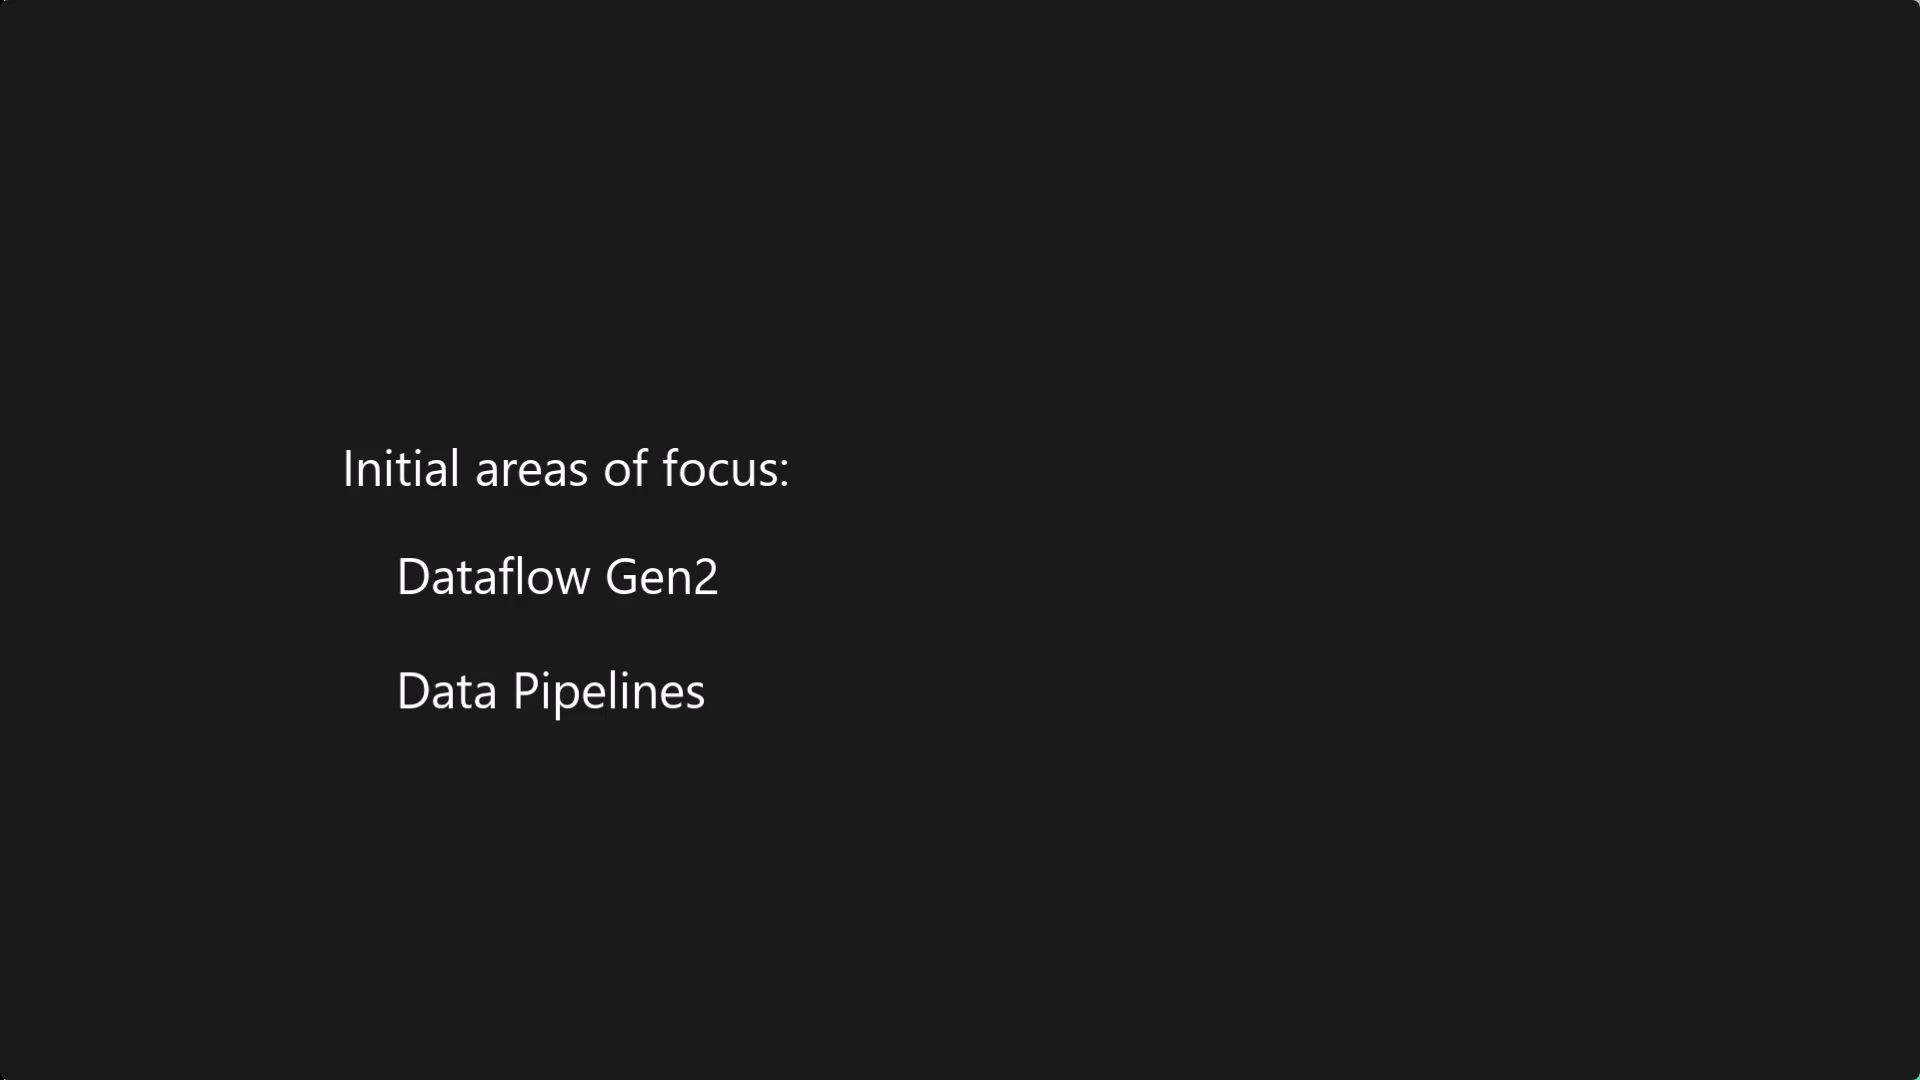 Initial areas of focus:
Dataflow Gen2
Data Pipelines